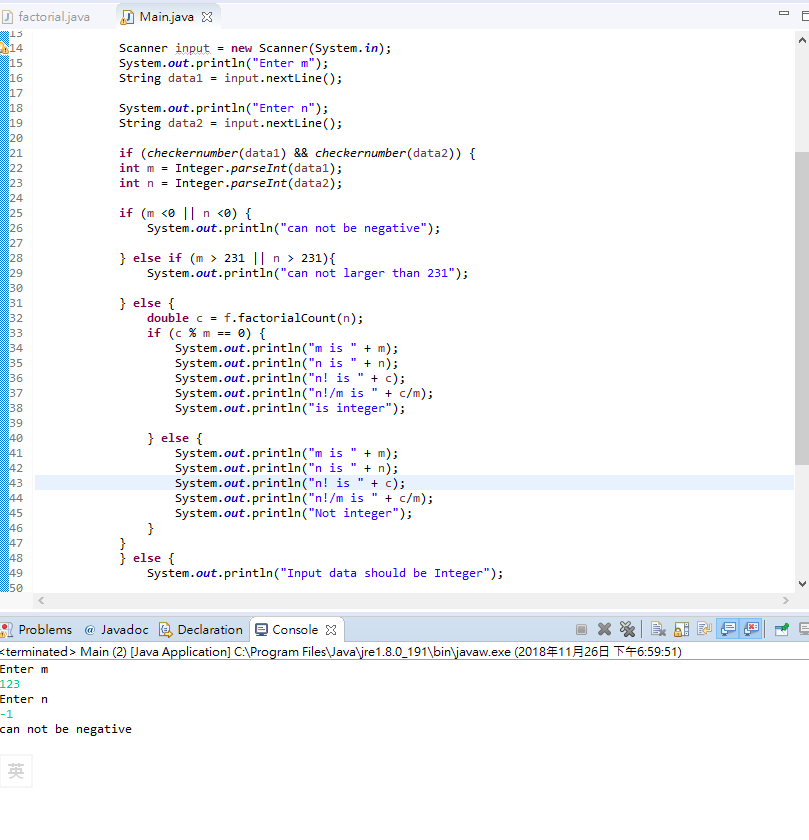 factorial.java Main.java
13
14 Scanner input = new Scanner(System.in);
15 System.out.println("Enter m");
16 String data1 = input.nextLine();
17
18 System.out.println("Enter n");
19 String data2 = input.nextLine();
20
21 if (checkernumber(data1) && checkernumber(data2)) {
22 int m = Integer.parseInt(data1);
23 int n = Integer.parseInt(data2);
24
25 if (m <0 || n <0) {
26 System.out.println("can not be negative");
27
28 } else if (m > 231 || n > 231){
29 System.out.println("can not larger than 231");
30
31 } else {
32 double c = f.factorialCount(n);
33 if (c % m == 0) {
34 System.out.println("m is " + m);
35 System.out.println("n is " + n);
36 System.out.println("n! is " + c);
37 System.out.println("n!/m is " + c/m);
38 System.out.println("is integer");
39
40 } else {
41 System.out.println("m is " + m);
42 System.out.println("n is " + n);
43 System.out.println("n! is " + c);
44 System.out.println("n!/m is " + c/m);
45 System.out.println("Not integer");
46 }
47 }
48 } else {
49 System.out.println("Input data should be Integer");
50
Problems @ Javadoc Declaration Console
<terminated> Main (2) [Java Application] C:\Program Files\Java\jre1.8.0_191\bin\javaw.exe (2018年11月26日 下午6:59:51)
Enter m
123
Enter n
-1
can not be negative
英